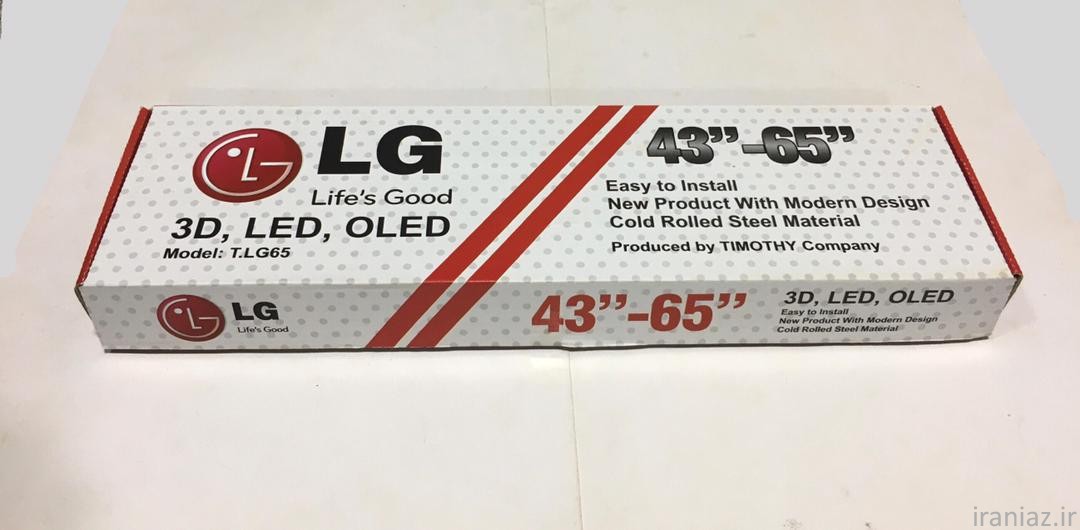 LG
Life's Good
3D, LED, OLED
Model: T.LG65
43”-65”
Easy to Install
New Product With Modern Design
Cold Rolled Steel Material
Produced by TIMOTHY Company
LG
Life's Good
43”-65”
3D, LED, OLED
Easy to Install
New Product With Modern Design
Cold Rolled Steel Material
iraniaz.ir